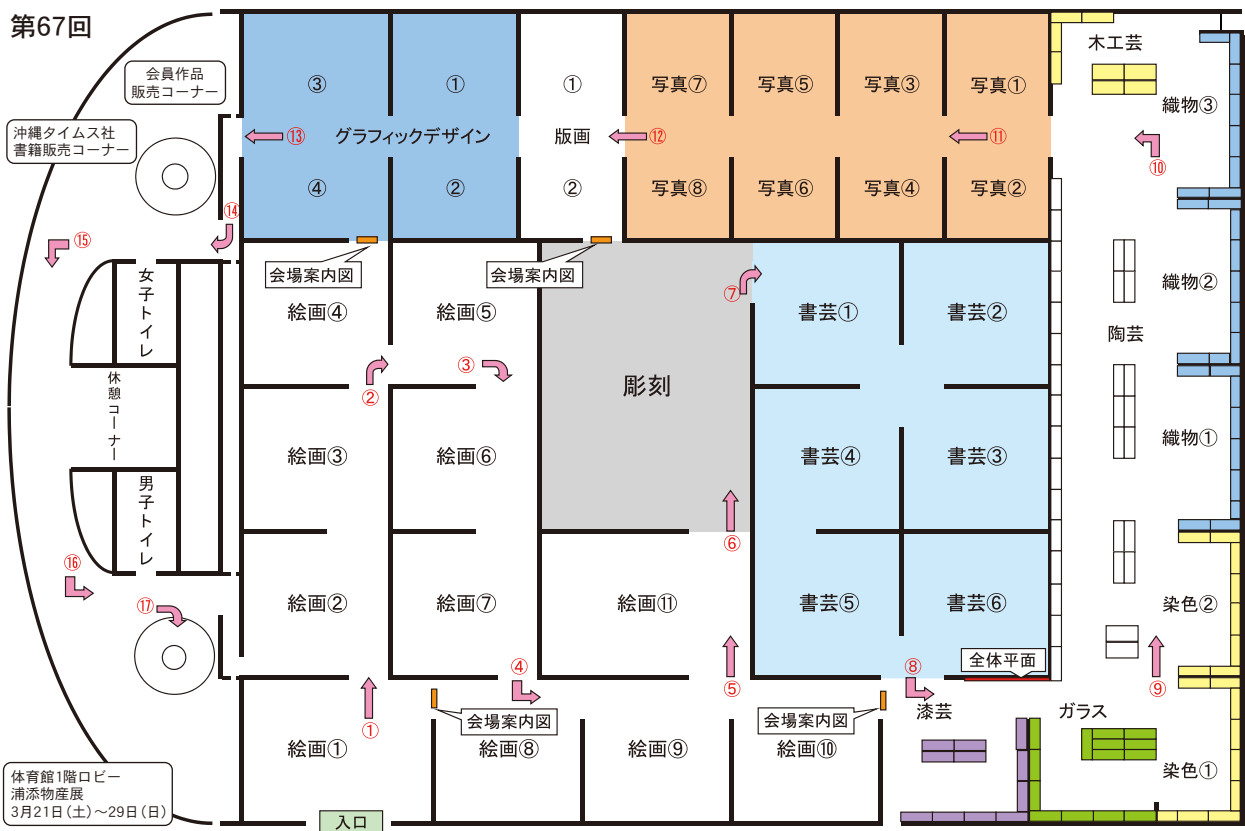 第67回
会員作品
販売コーナー
沖縄タイムス社
書籍販売コーナー
③
①
①
写真⑦
写真⑤
写真③
写真①
木工芸
織物③
⑬
グラフィックデザイン
版画
⑫
⑪
⑩
④
②
②
写真⑧
写真⑥
写真④
写真②
⑭
⑮
会場案内図
会場案内図
女子トイレ
絵画④
絵画⑤
⑦
書芸①
書芸②
織物②
陶芸
③
②
休憩コーナー
彫刻
絵画③
絵画⑥
書芸④
書芸③
織物①
男子トイレ
⑥
⑯
⑰
絵画②
絵画⑦
絵画⑪
書芸⑤
書芸⑥
染色②
④
⑤
⑧
全体平面
⑨
①
会場案内図
会場案内図
漆芸
ガラス
絵画①
絵画⑧
絵画⑨
絵画⑩
染色①
体育館1階ロビー
浦添物産展
3月21日(土)～29日(日)
入口